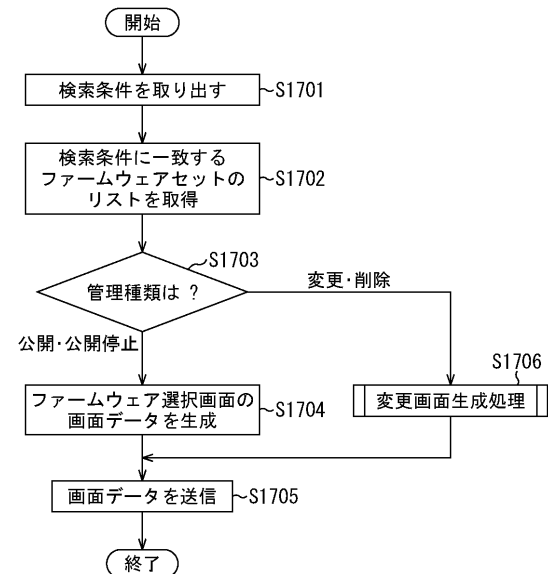 開始
検索条件を取り出す
S1701
検索条件に一致する
ファームウェアセットの
リストを取得
S1702
S1703
管理種類は ?
変更・削除
公開・公開停止
S1706
ファームウェア選択画面の
画面データを生成
S1704
変更画面生成処理
画面データを送信
S1705
終了